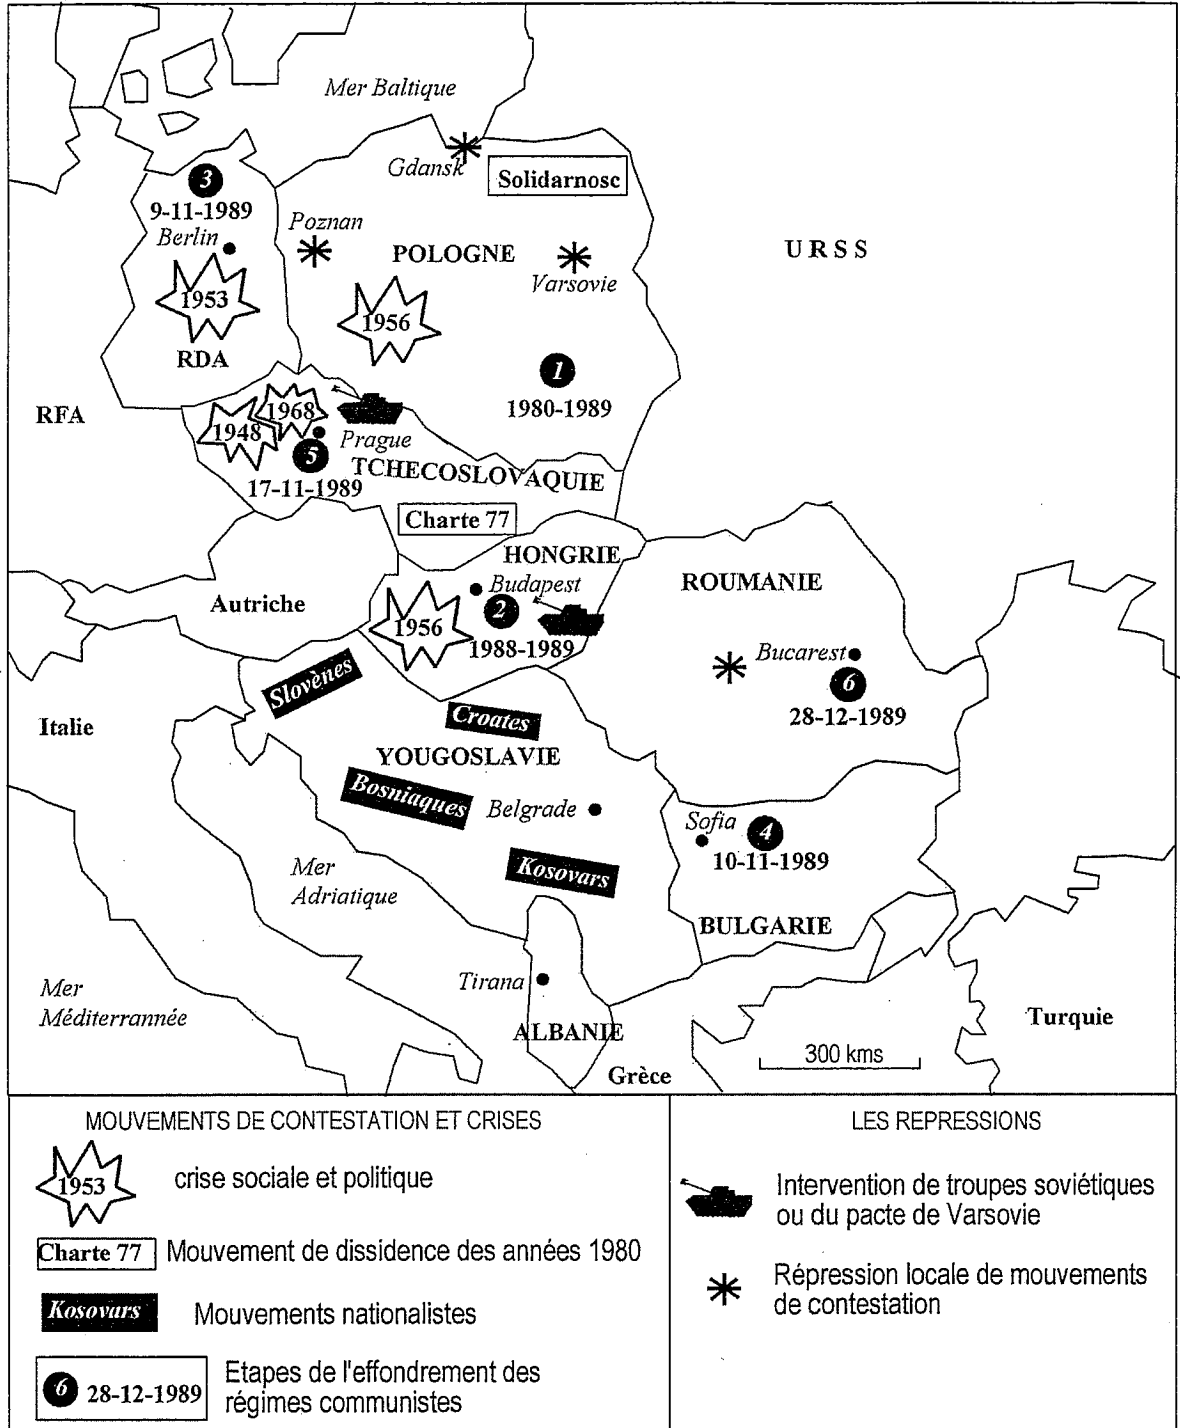 Mer Baltique
Gdansk
Solidarnosc
3
9-11-1989
Berlin
Poznan
POLOGNE
Varsovie
URSS
1953
1956
RDA
1
1980-1989
RFA
1948
1968
Prague
5
TCHECOSLOVAQUIE
17-11-1989
Charte 77
HONGRIE
Budapest
ROUMANIE
Autriche
1956
2
1988-1989
Bucarest
6
28-12-1989
Slovènes
Italie
Croates
YOUGOSLAVIE
Bosniaques
Belgrade
Sofia
4
10-11-1989
Kosovars
Mer
Adriatique
BULGARIE
Tirana
Mer
Méditerrannée
ALBANIE
Turquie
300 kms
Grèce
MOUVEMENTS DE CONTESTATION ET CRISES
1953
crise sociale et politique
Charte 77
Mouvement de dissidence des années 1980
Kosovars
Mouvements nationalistes
6 28-12-1989
Etapes de l'effondrement des
régimes communistes
LES REPRESSIONS
Intervention de troupes soviétiques
ou du pacte de Varsovie
Répression locale de mouvements
de contestation